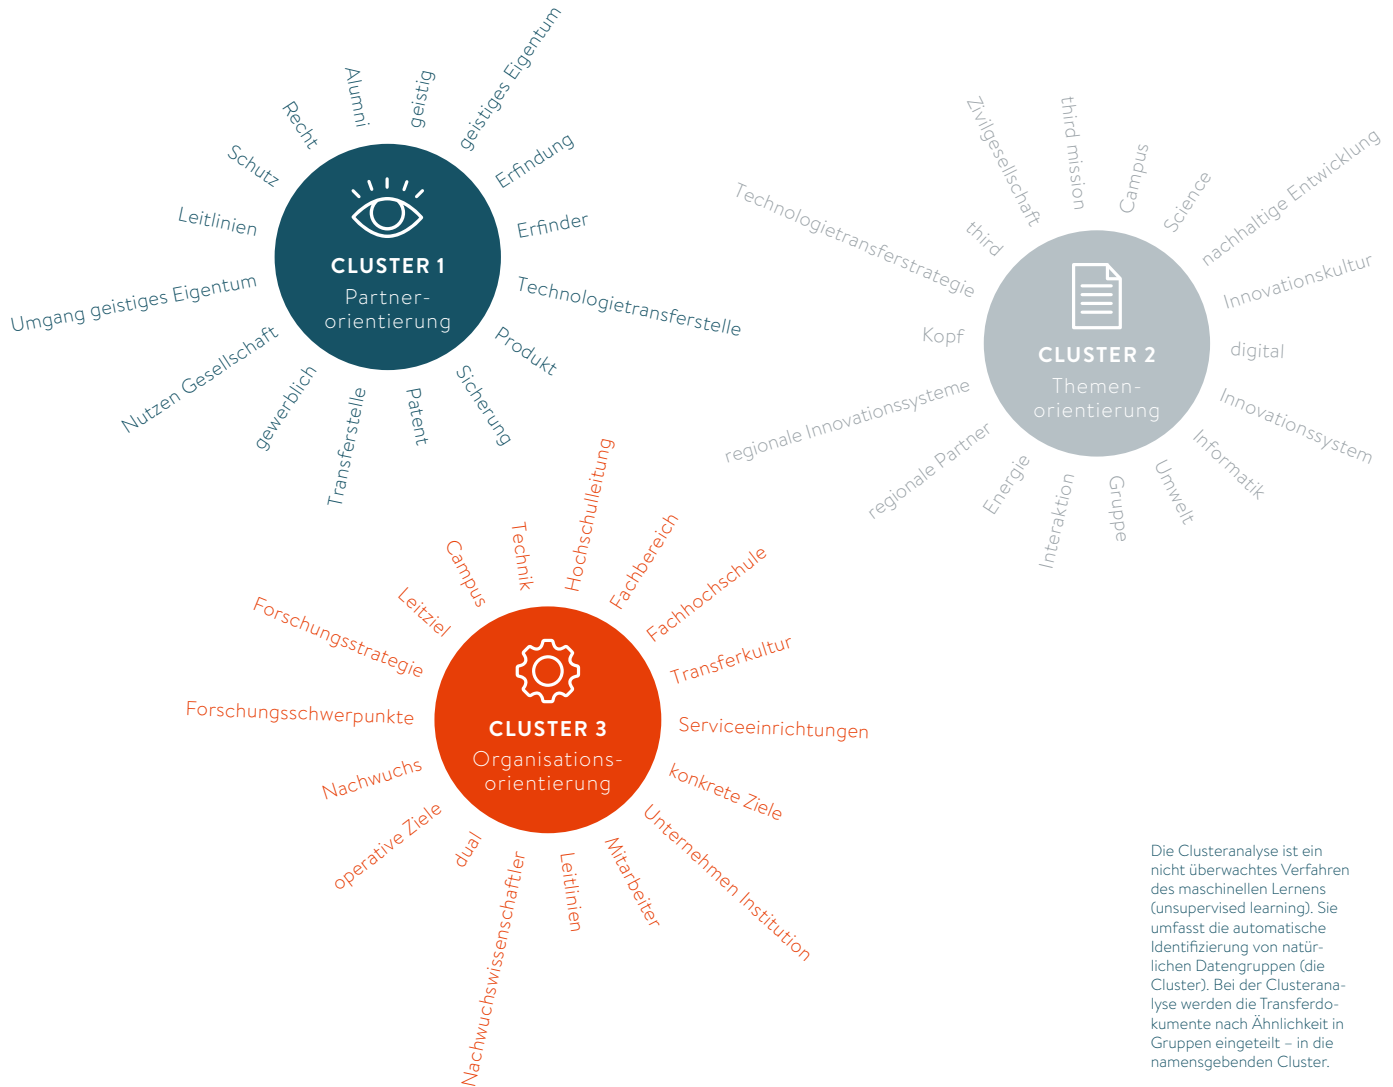 CLUSTER 1
Partner-
orientierung
geistig
geistiges Eigentum
Erfindung
Erfinder
Technologietransferstelle
Produkt
Sicherung
Patent
Transferstelle
gewerblich
Nutzen Gesellschaft
Umgang geistiges Eigentum
Leitlinien
Schutz
Recht
Alumni
CLUSTER 2
Themen-
orientierung
third mission
Campus
Science
nachhaltige Entwicklung
Innovationskultur
digital
Innovationssystem
Informatik
Umwelt
Gruppe
Interaktion
Energie
regionale Partner
regionale Innovationssysteme
Kopf
Technologietransferstrategie
third
Zivilgesellschaft
CLUSTER 3
Organisations-
orientierung
Technik
Hochschulleitung
Fachbereich
Fachhochschule
Transferkultur
Serviceeinrichtungen
konkrete Ziele
Unternehmen Institution
Mitarbeiter
Leitlinien
Nachwuchswissenschaftler
dual
operative Ziele
Nachwuchs
Forschungsschwerpunkte
Forschungsstrategie
Leitziel
Campus
Die Clusteranalyse ist ein
nicht überwachtes Verfahren
des maschinellen Lernens
(unsupervised learning). Sie
umfasst die automatische
Identifizierung von natür-
lichen Datengruppen (die
Cluster). Bei der Clusterana-
lyse werden die Transferdo-
kumente nach Ähnlichkeit in
Gruppen eingeteilt – in die
namensgebenden Cluster.